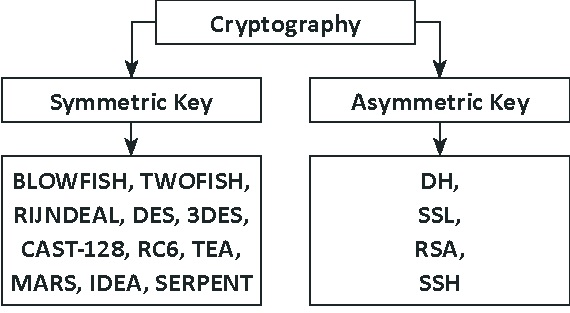 Cryptography
Symmetric Key
Asymmetric Key
BLOWFISH, TWOFISH,
RIJNDEAL, DES, 3DES,
CAST-128, RC6, TEA,
MARS, IDEA, SERPENT
DH,
SSL,
RSA,
SSH